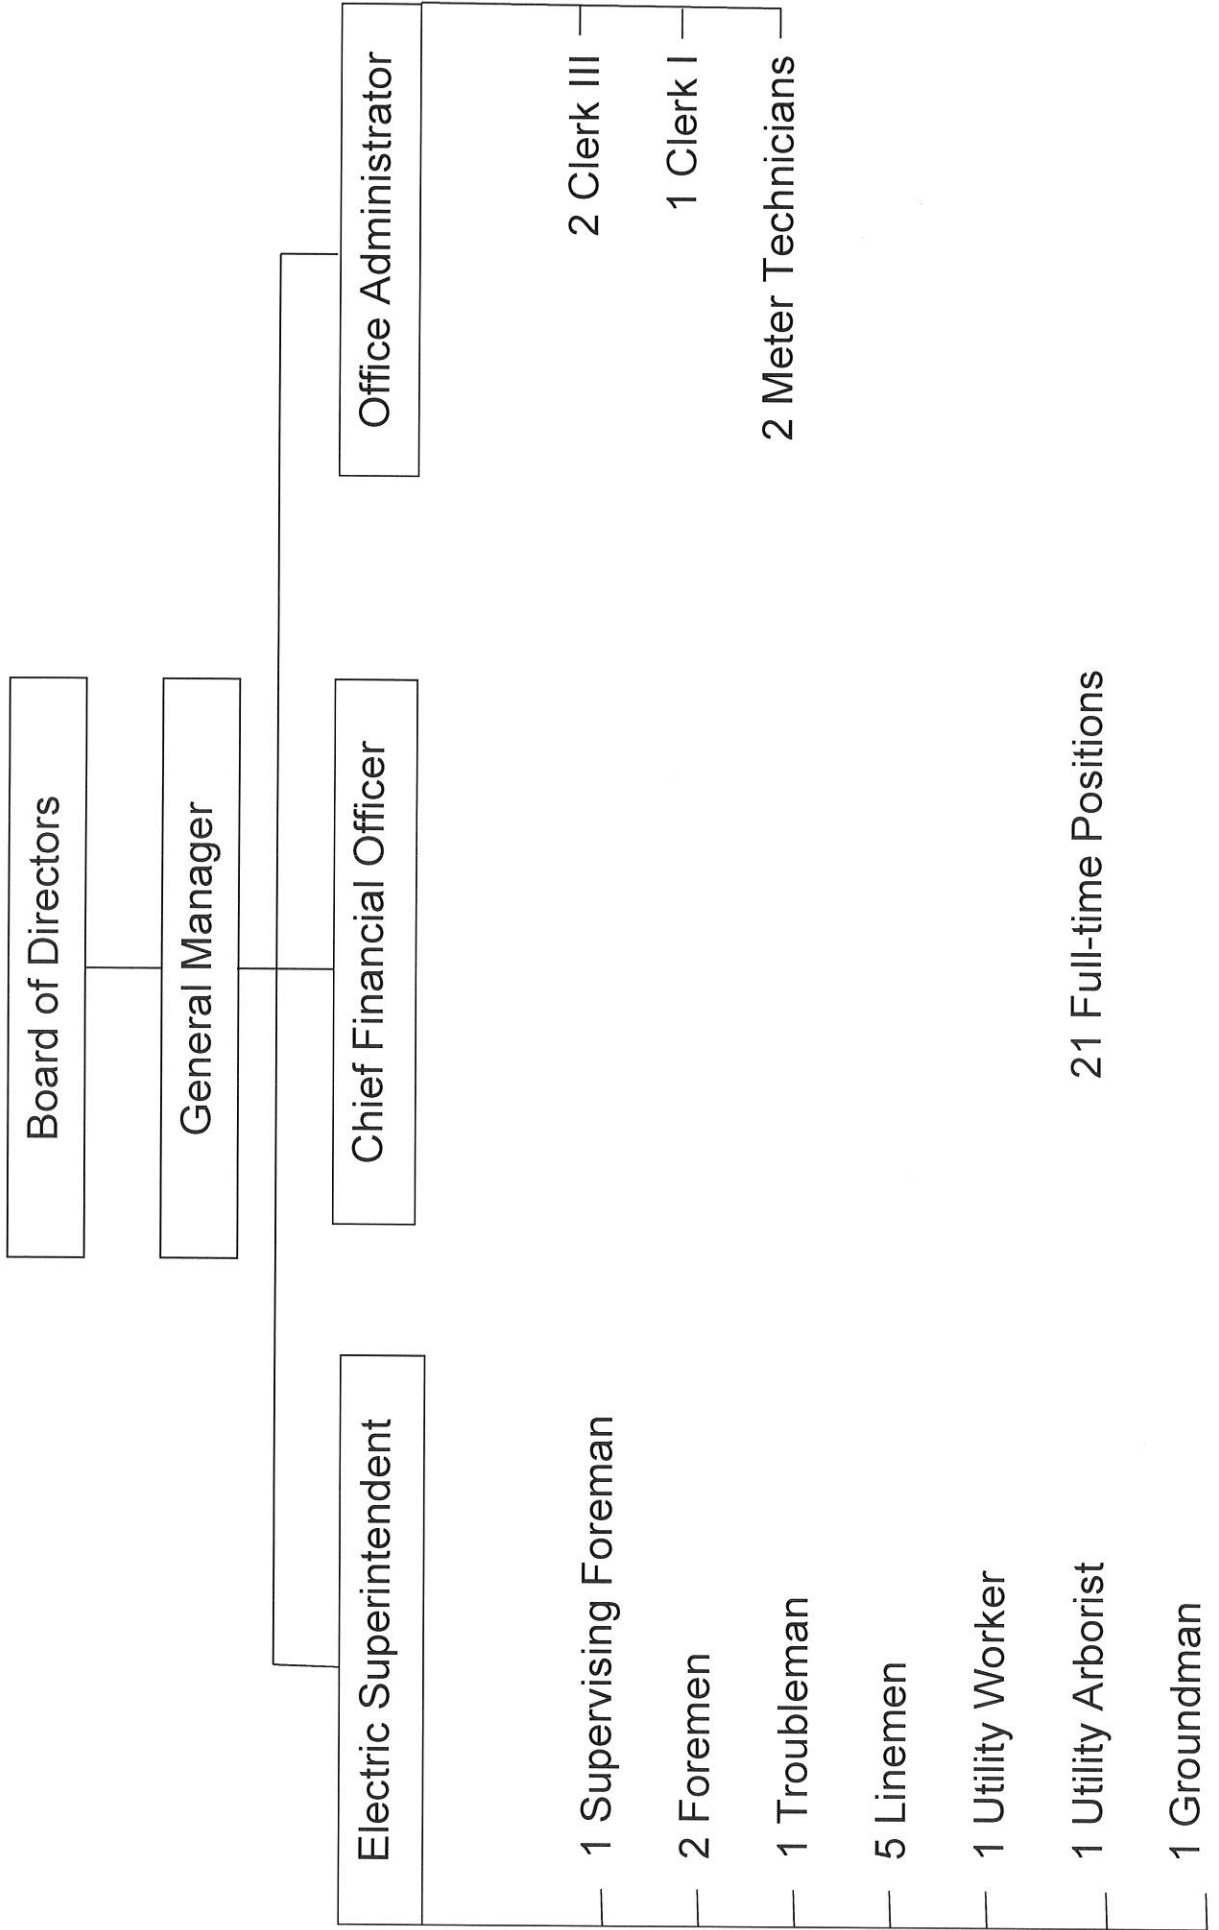 Board of Directors
General Manager
Electric Superintendent
Chief Financial Officer
Office Administrator
1 Supervising Foreman
2 Foremen
1 Troubleman
5 Linemen
1 Utility Worker
1 Utility Arborist
1 Groundman
2 Clerk III
1 Clerk I
2 Meter Technicians
21 Full-time Positions